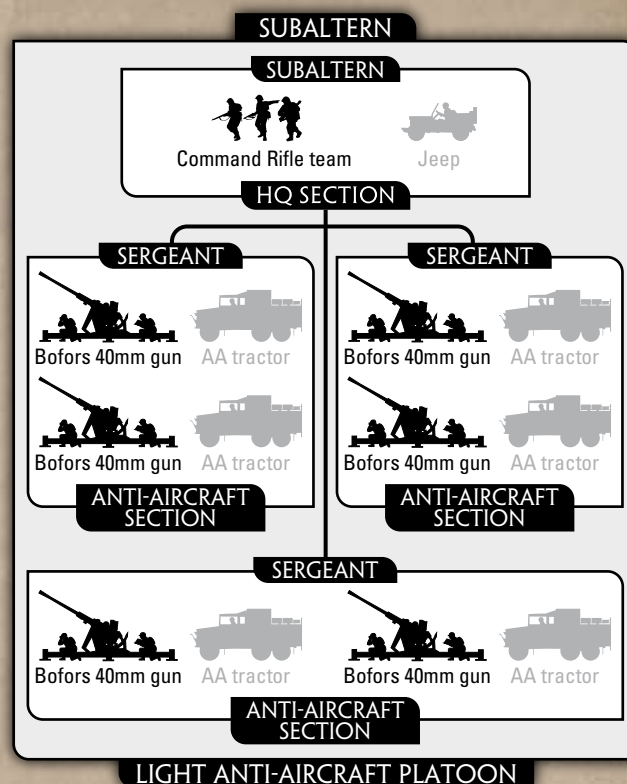 SUBALTERN
SUBALTERN
Command Rifle team Jeep
HQ SECTION
SERGEANT SERGEANT
Bofors 40mm gun AA tractor Bofors 40mm gun AA tractor
Bofors 40mm gun AA tractor Bofors 40mm gun AA tractor
ANTI-AIRCRAFT ANTI-AIRCRAFT
SECTION SECTION
SERGEANT
Bofors 40mm gun AA tractor Bofors 40mm gun AA tractor
ANTI-AIRCRAFT
SECTION
LIGHT ANTI-AIRCRAFT PLATOON